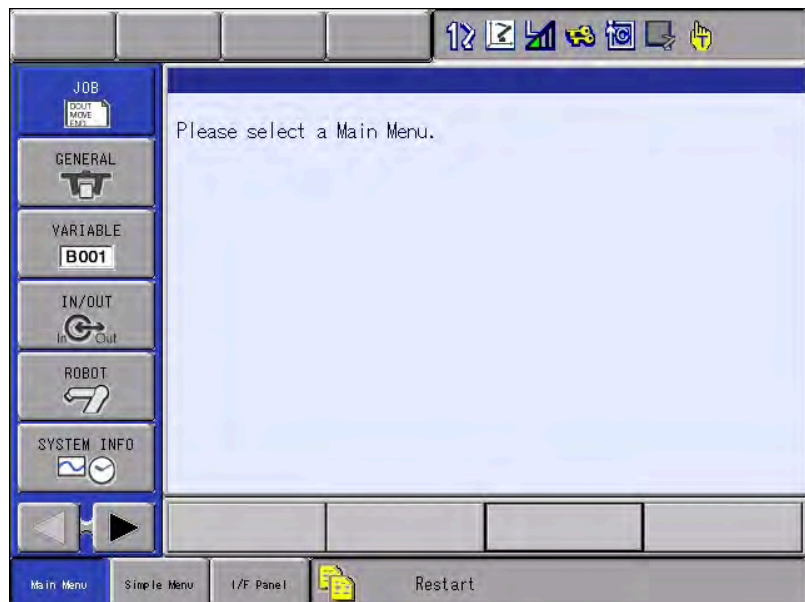 JOB
DOUT
MOVE
END
Please select a Main Menu.
GENERAL
VARIABLE
B001
IN/OUT
In Out
ROBOT
SYSTEM INFO
Main Menu
Simple Menu
I/F Panel
Restart